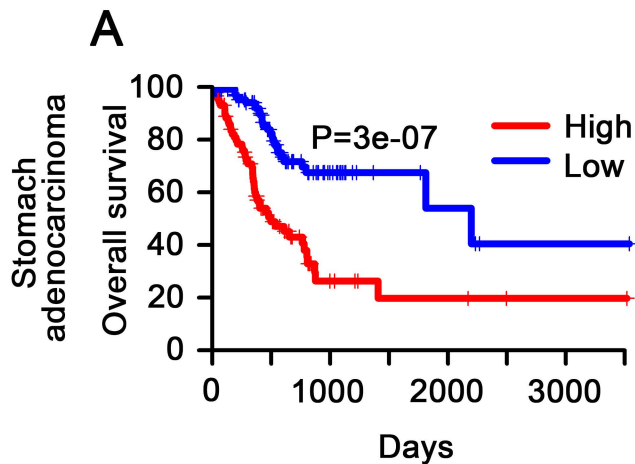 A
Stomach
adenocarcinoma
Overall survival
100
80
60
40
20
0
P=3e-07
High
Low
0
1000
2000
3000
Days